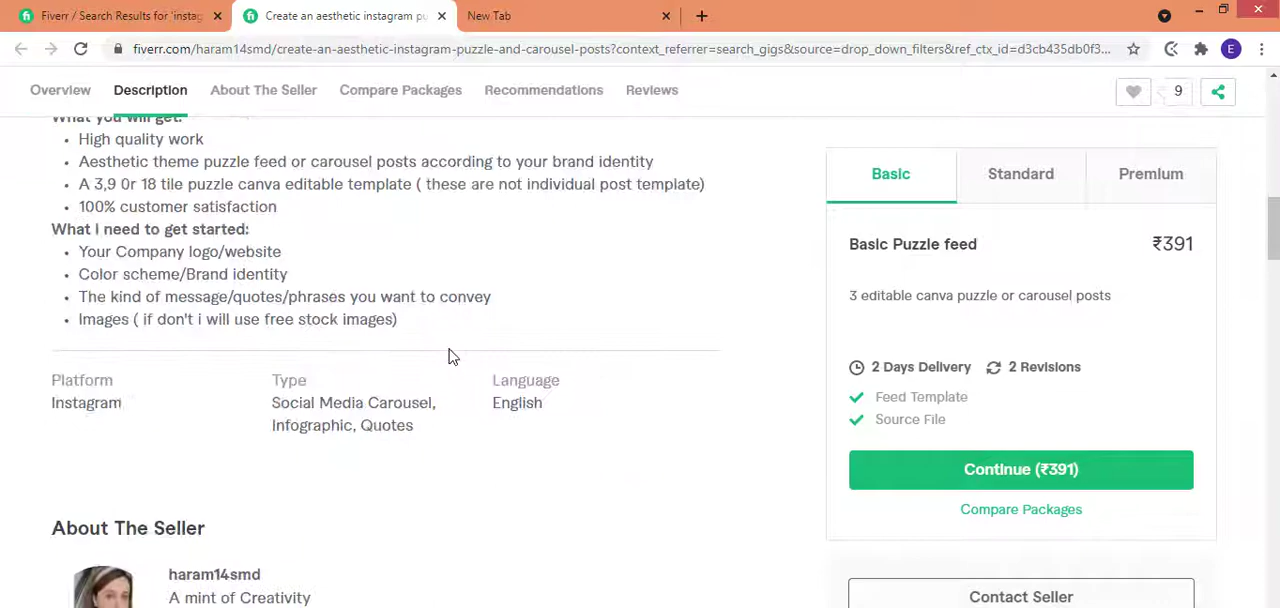 Fiverr / Search Results for 'instag
Create an aesthetic instagram pu
New Tab
fiverr.com/haram14smd/create-an-aesthetic-instagram-puzzle-and-carousel-posts?context_referrer=search_gigs&source=drop_down_filters&ref_ctx_id=d3cb435db0f3...
E
Overview
Description
About The Seller
Compare Packages
Recommendations
Reviews
9
What you will get:
• High quality work
• Aesthetic theme puzzle feed or carousel posts according to your brand identity
• A 3,9 0r 18 tile puzzle canva editable template ( these are not individual post template)
• 100% customer satisfaction
What I need to get started:
• Your Company logo/website
• Color scheme/Brand identity
• The kind of message/quotes/phrases you want to convey
• Images ( if don't i will use free stock images)
Platform
Instagram
Type
Social Media Carousel,
Infographic, Quotes
Language
English
About The Seller
haram14smd
A mint of Creativity
Basic
Standard
Premium
Basic Puzzle feed
₹391
3 editable canva puzzle or carousel posts
2 Days Delivery
2 Revisions
Feed Template
Source File
Continue (₹391)
Compare Packages
Contact Seller